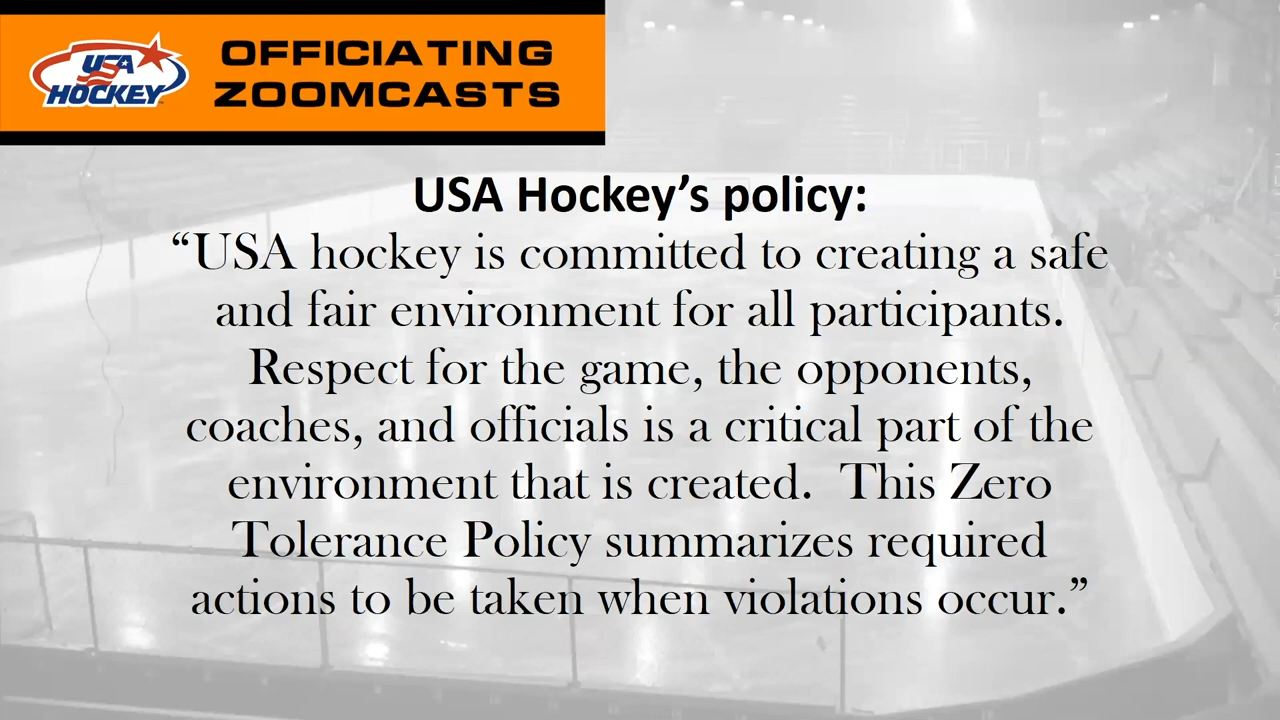 USA
HOCKEY
OFFICIATING
ZOOMCASTS
USA Hockey’s policy:
“USA hockey is committed to creating a safe
and fair environment for all participants.
Respect for the game, the opponents,
coaches, and officials is a critical part of the
environment that is created.  This Zero
Tolerance Policy summarizes required
actions to be taken when violations occur.”